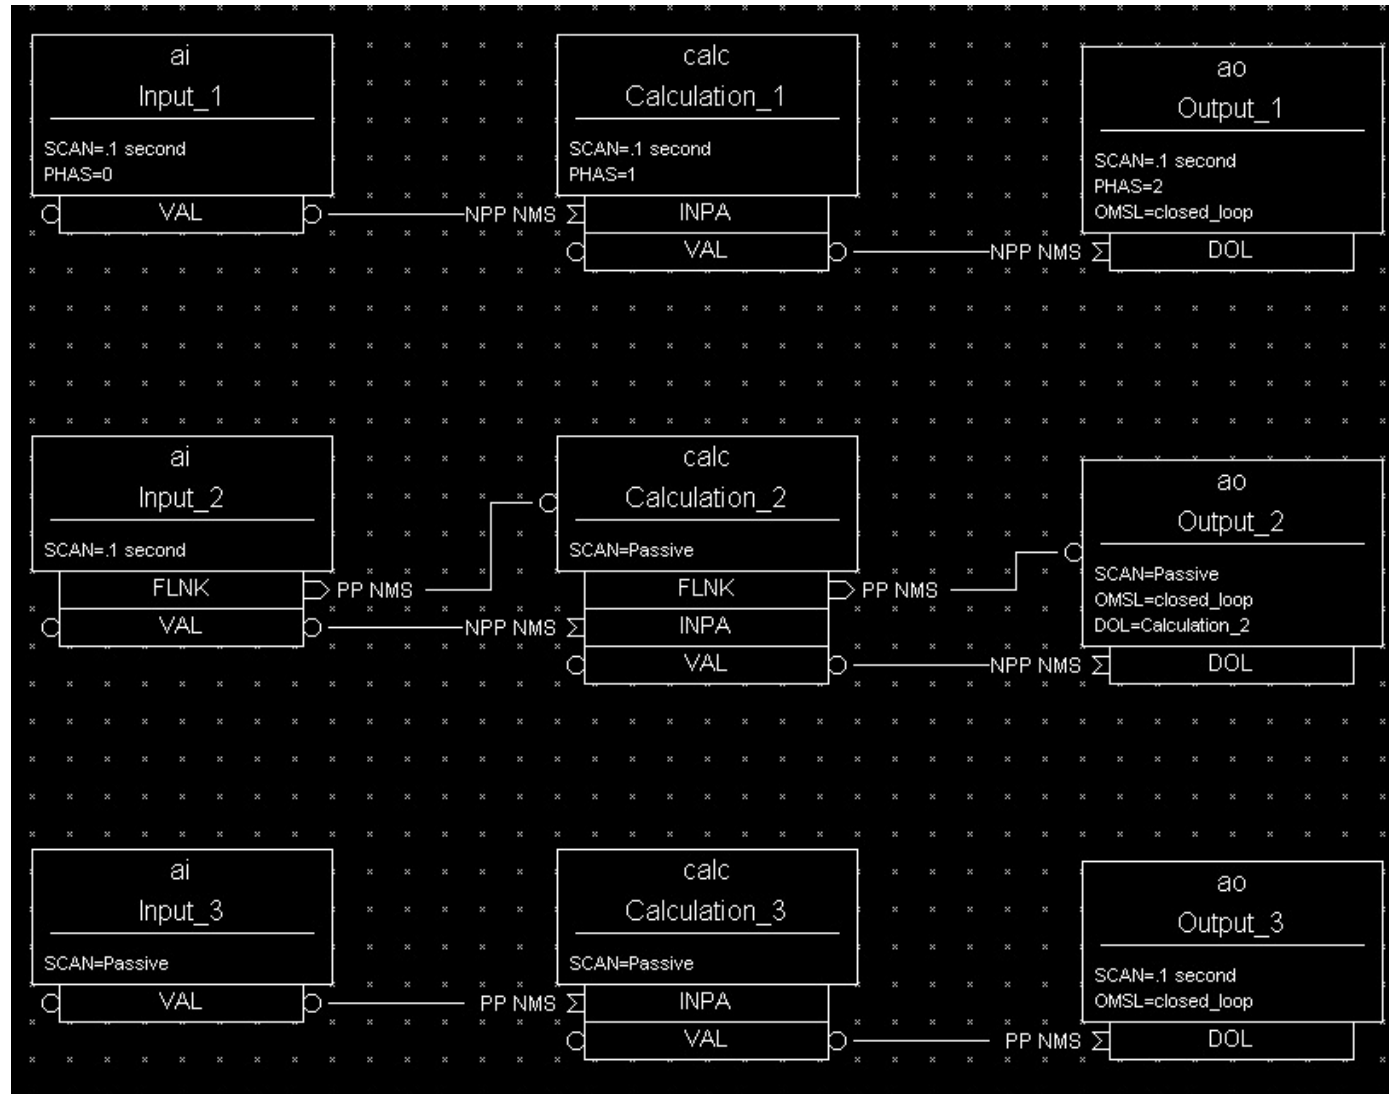 ai
Input_1
SCAN=.1 second
PHAS=0
VAL
calc
Calculation_1
SCAN=.1 second
PHAS=1
NPP NMS
INPA
VAL
ao
Output_1
SCAN=.1 second
PHAS=2
OMSL=closed_loop
NPP NMS
DOL
ai
Input_2
SCAN=.1 second
FLNK
PP NMS
VAL
calc
Calculation_2
SCAN=Passive
FLNK
PP NMS
NPP NMS
INPA
VAL
ao
Output_2
SCAN=Passive
OMSL=closed_loop
DOL=Calculation_2
NPP NMS
DOL
ai
Input_3
SCAN=Passive
VAL
calc
Calculation_3
SCAN=Passive
PP NMS
INPA
VAL
ao
Output_3
SCAN=.1 second
OMSL=closed_loop
PP NMS
DOL